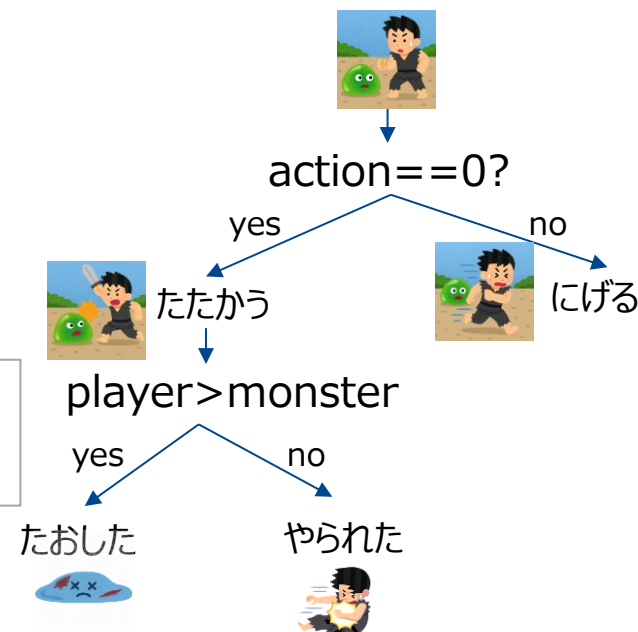 action==0?
yes
no
たたかう
にげる
player>monster
yes
no
たおした
やられた